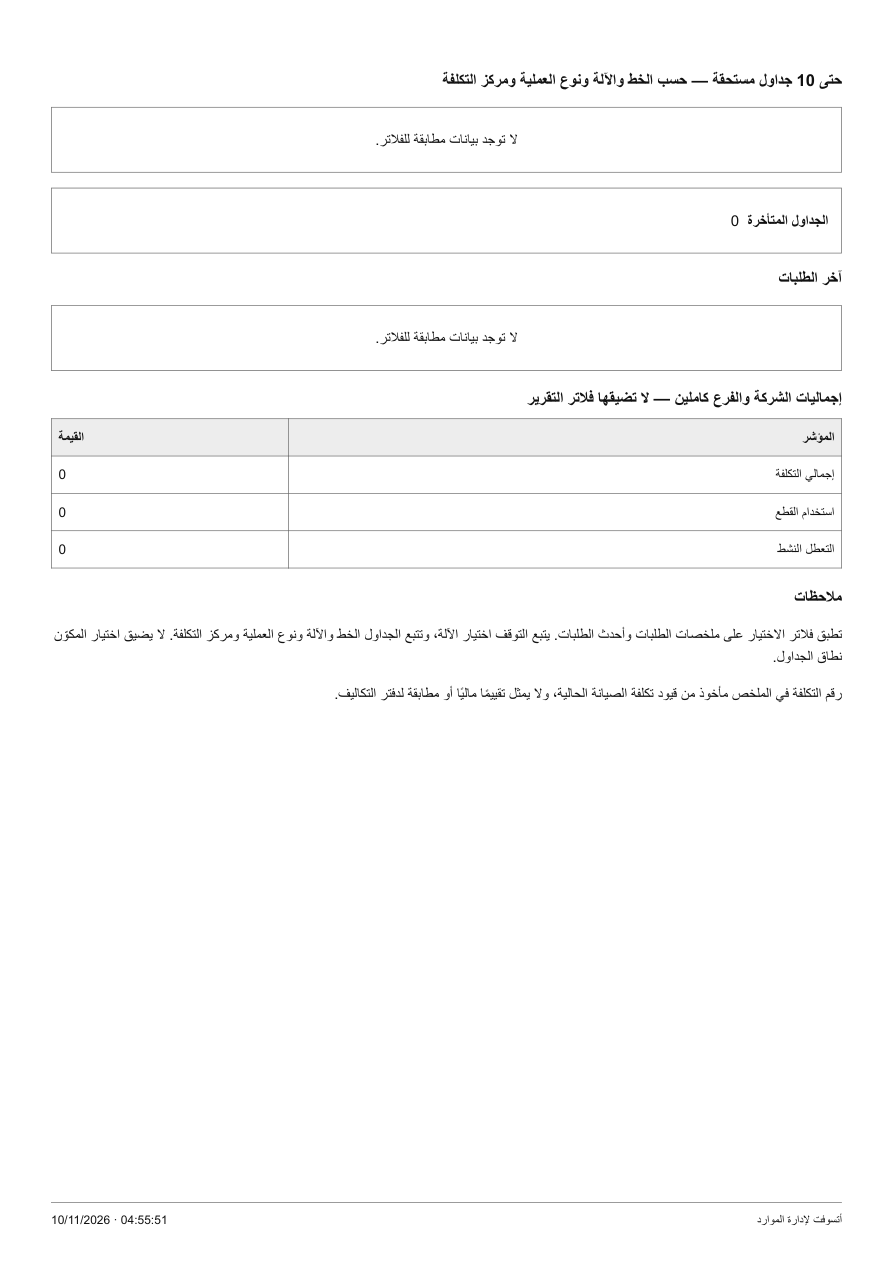 حتى 10 جداول مستحقة — حسب الخط والآلة ونوع العملية ومركز التكلفة
لا توجد بيانات مطابقة للفلاتر.
الجداول المتأخرة 0
آخر الطلبات
لا توجد بيانات مطابقة للفلاتر.
إجماليات الشركة والفرع كاملين — لا تضيقها فلاتر التقرير
المؤشر القيمة
إجمالي التكلفة 0
استخدام القطع 0
التعطل النشط 0
ملاحظات
تطبق فلاتر الاختيار على ملخصات الطلبات وأحدث الطلبات. يتبع التوقف اختيار الآلة، وتتبع الجداول الخط والآلة ونوع العملية ومركز التكلفة. لا يضيق اختيار المكوّن
نطاق الجداول.
رقم التكلفة في الملخص مأخوذ من قيود تكلفة الصيانة الحالية، ولا يمثل تقييمًا ماليًا أو مطابقة لدفتر التكاليف.
أتسوفت لإدارة الموارد 10/11/2026 · 04:55:51